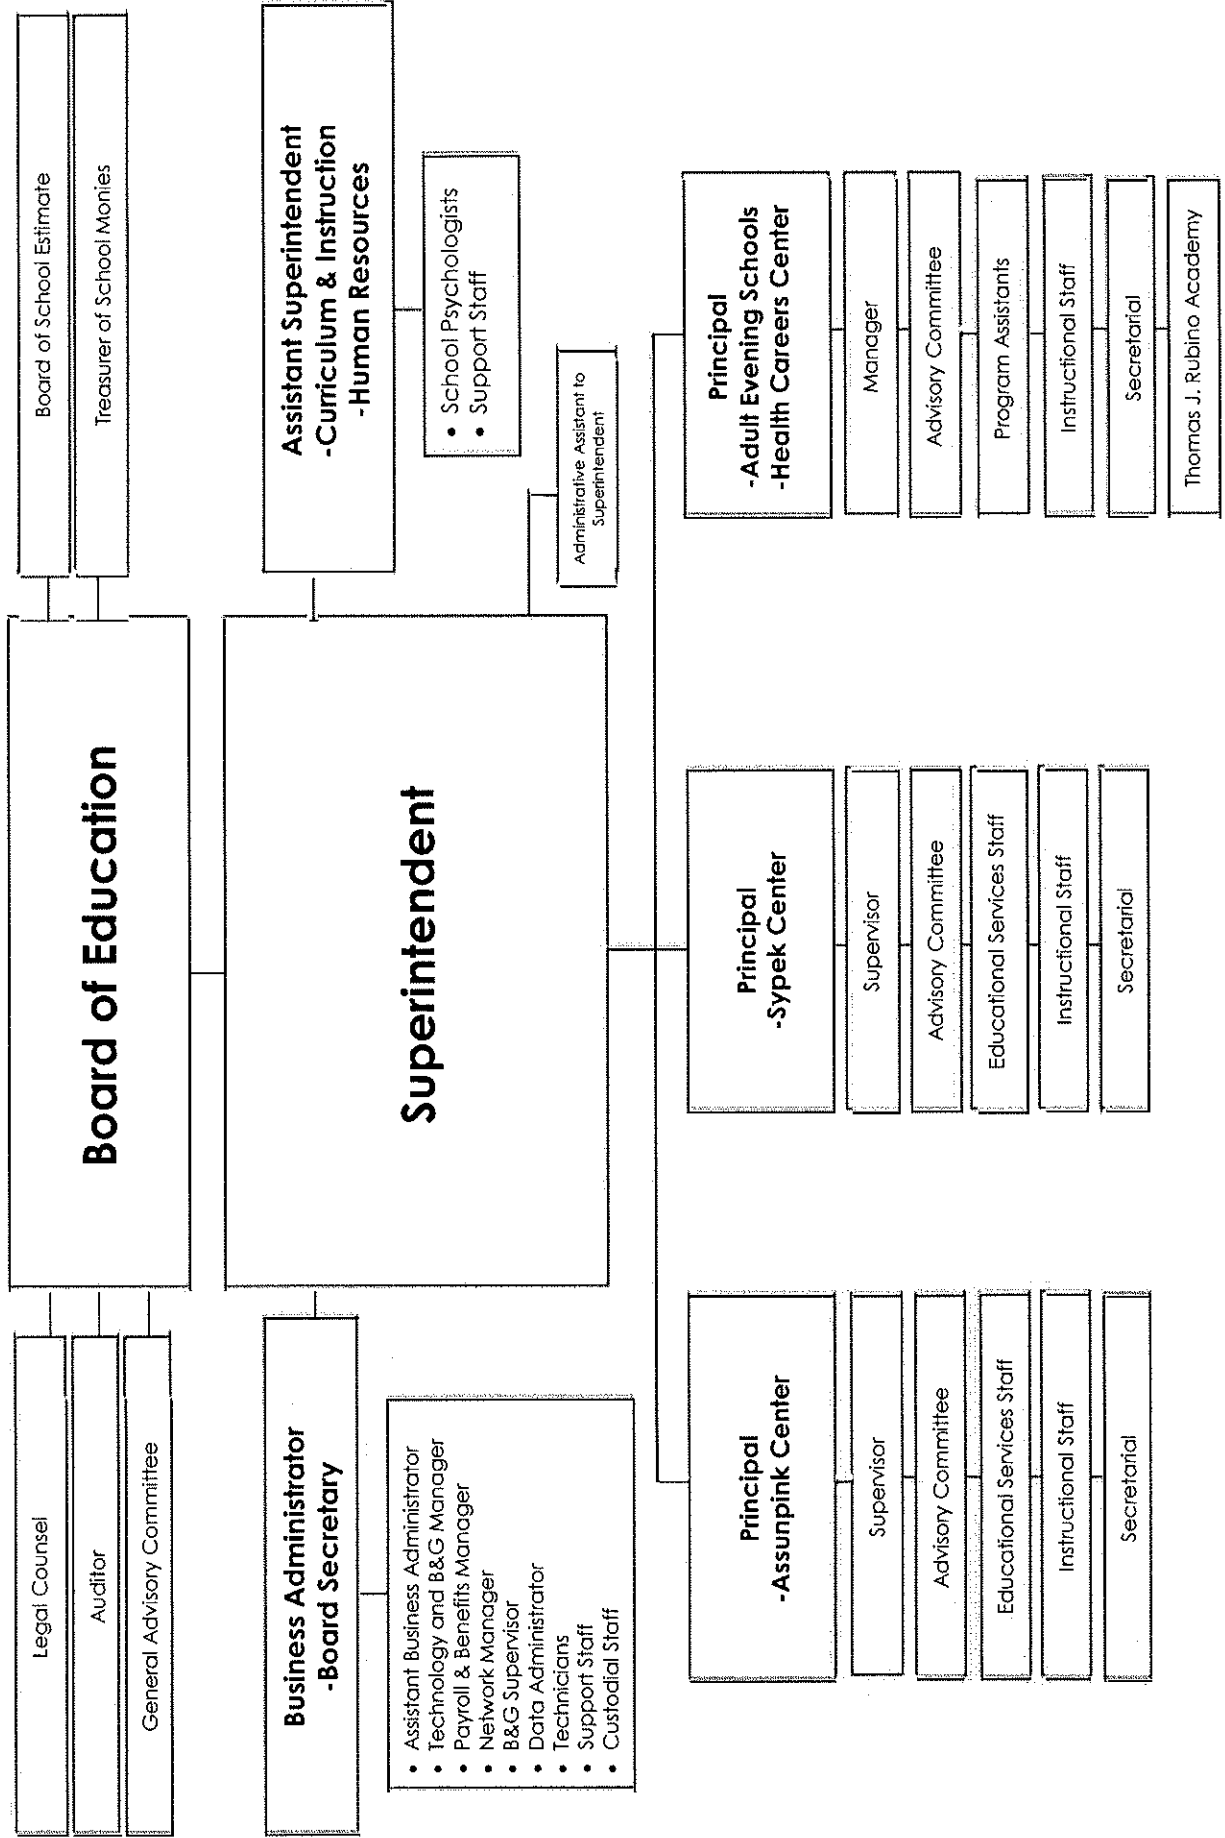 Legal Counsel
Auditor
General Advisory Committee
Board of Education
Board of School Estimate
Treasurer of School Monies
Business Administrator
-Board Secretary
• Assistant Business Administrator
• Technology and B&G Manager
• Payroll & Benefits Manager
• Network Manager
• B&G Supervisor
• Data Administrator
• Technicians
• Support Staff
• Custodial Staff
Superintendent
Assistant Superintendent
-Curriculum & Instruction
-Human Resources
• School Psychologists
• Support Staff
Administrative Assistant to
Superintendent
Principal
-Assunpink Center
Supervisor
Advisory Committee
Educational Services Staff
Instructional Staff
Secretarial
Principal
-Sypek Center
Supervisor
Advisory Committee
Educational Services Staff
Instructional Staff
Secretarial
Principal
-Adult Evening Schools
-Health Careers Center
Manager
Advisory Committee
Program Assistants
Instructional Staff
Secretarial
Thomas J. Rubino Academy